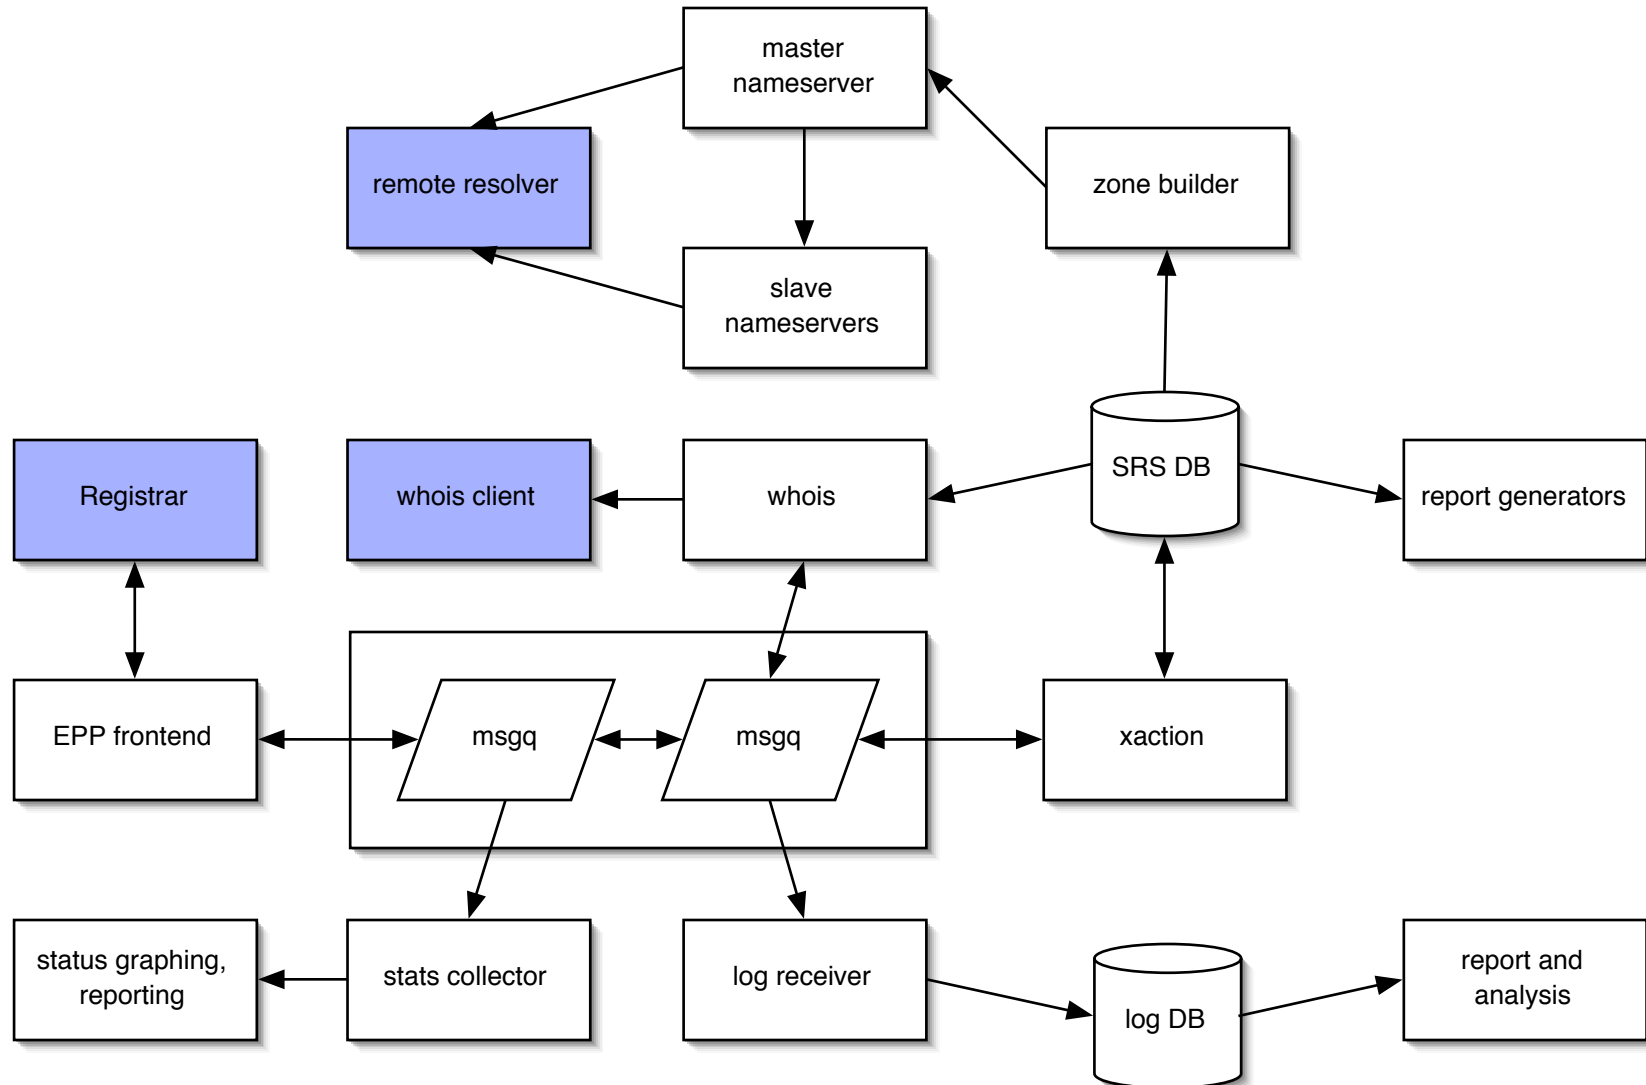 master
nameserver
remote resolver
zone builder
slave
nameservers
Registrar
whois client
whois
SRS DB
report generators
EPP frontend
msgq
msgq
xaction
status graphing,
reporting
stats collector
log receiver
log DB
report and
analysis